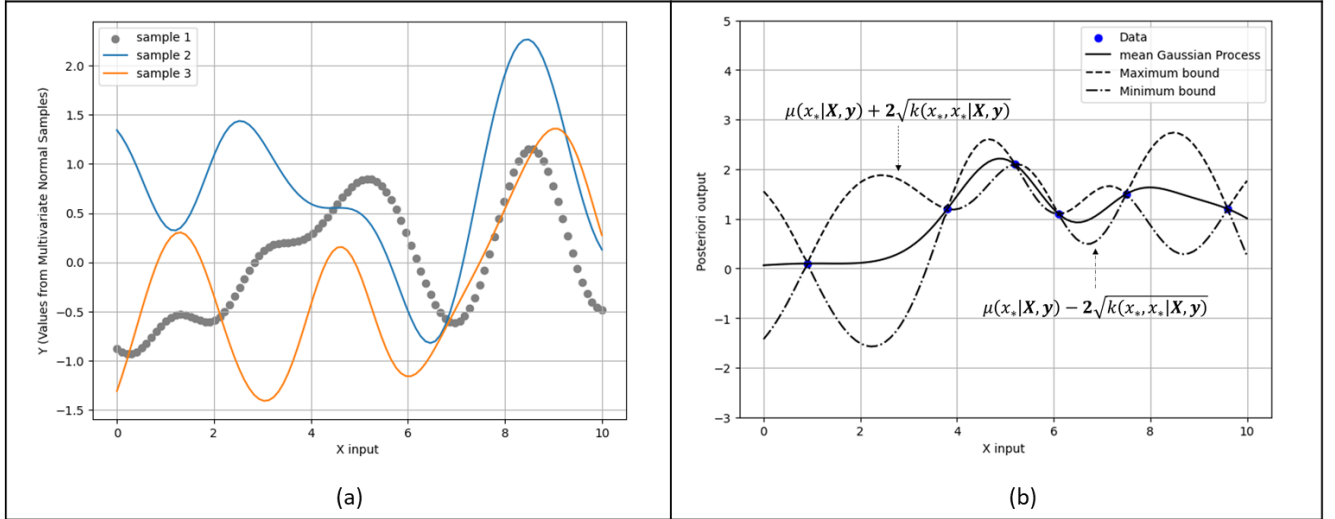 sample 1
sample 2
sample 3
Y (Values from Multivariate Normal Samples)
2.0
1.5
1.0
0.5
0.0
−0.5
−1.0
−1.5
0 2 4 6 8 10
X input
(a)
Data
mean Gaussian Process
Maximum bound
Minimum bound
μ(x∗|X, y) + 2√k(x∗, x∗|X, y)
μ(x∗|X, y) − 2√k(x∗, x∗|X, y)
Posteriori output
5
4
3
2
1
0
−1
−2
−3
0 2 4 6 8 10
X input
(b)